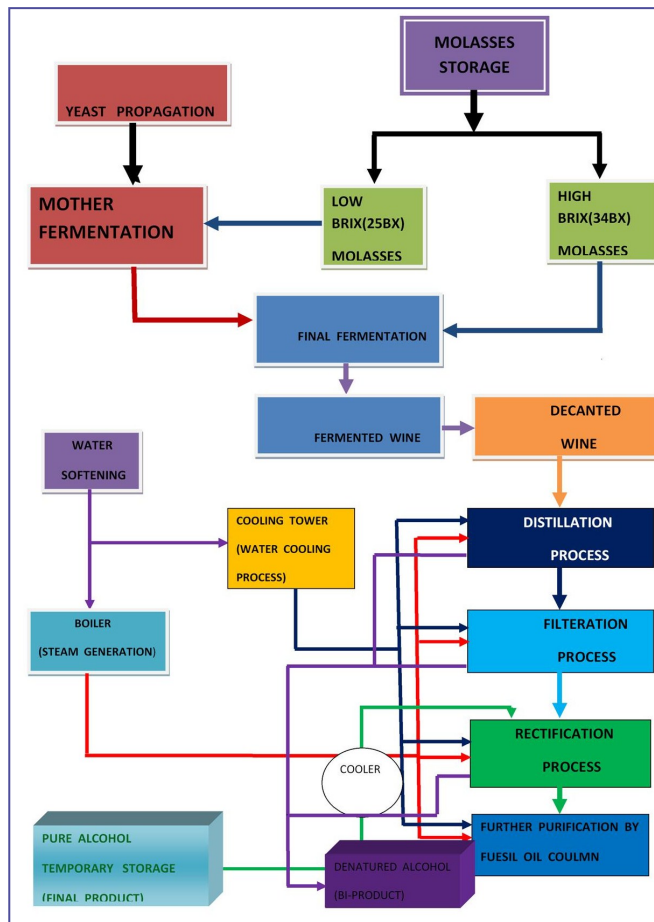 MOLASSES
STORAGE
YEAST PROPAGATION
MOTHER
FERMENTATION
LOW
BRIX(25BX)
MOLASSES
HIGH
BRIX(34BX)
MOLASSES
FINAL FERMENTATION
FERMENTED WINE
DECANTED
WINE
WATER
SOFTENING
COOLING TOWER
(WATER COOLING
PROCESS)
DISTILLATION
PROCESS
BOILER
(STEAM GENERATION)
FILTERATION
PROCESS
RECTIFICATION
PROCESS
COOLER
PURE ALCOHOL
TEMPORARY STORAGE
(FINAL PRODUCT)
DENATURED ALCOHOL
(BI-PRODUCT)
FURTHER PURIFICATION BY
FUESIL OIL COULMN